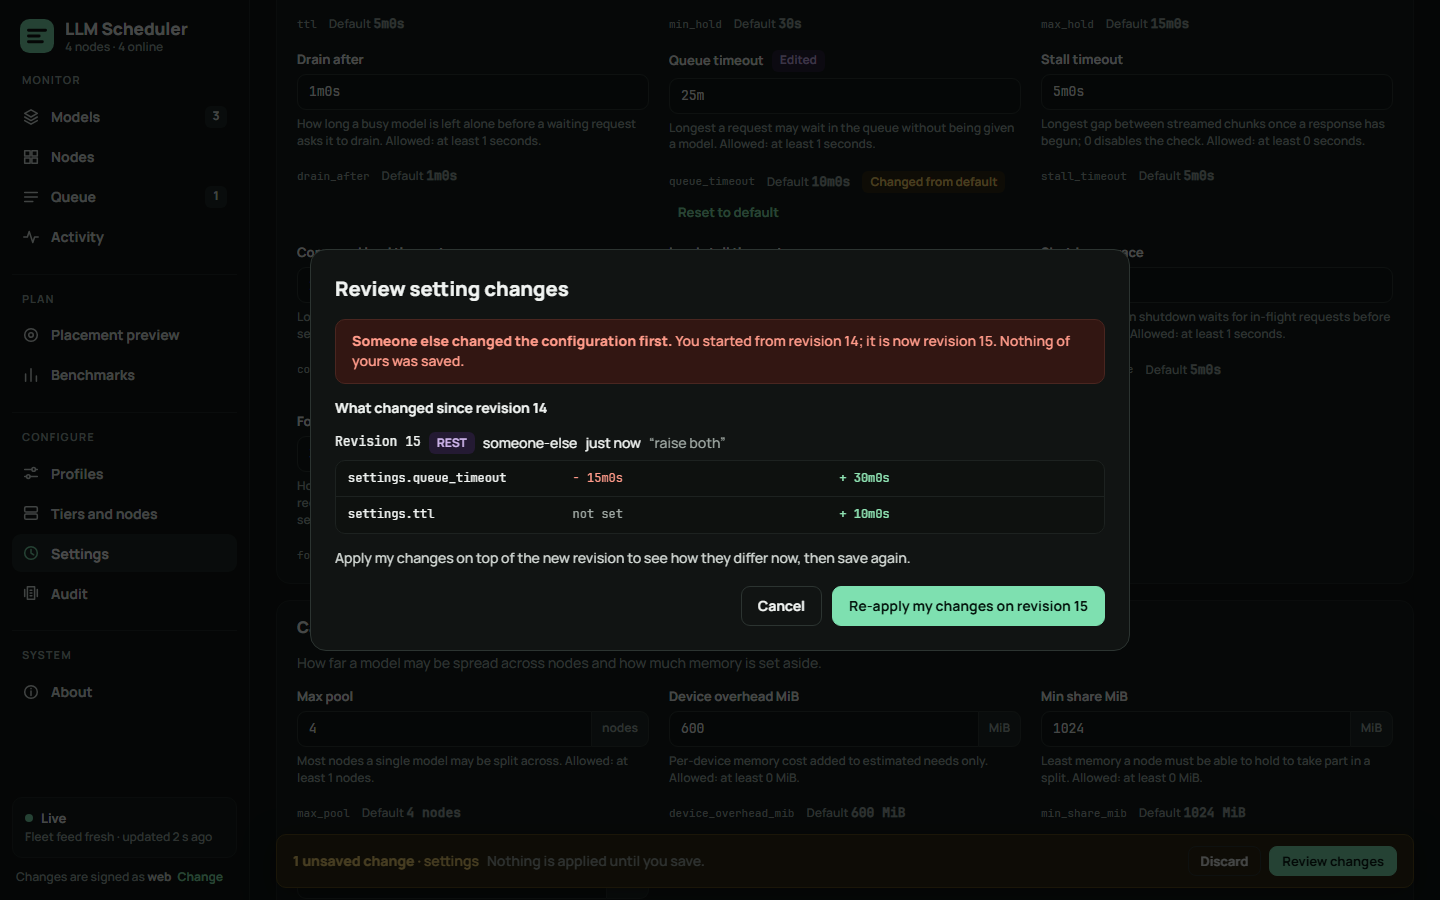 LLM Scheduler
4 nodes · 4 online
MONITOR
Models 3
Nodes
Queue 1
Activity
PLAN
Placement preview
Benchmarks
CONFIGURE
Profiles
Tiers and nodes
Settings
Audit
SYSTEM
About
Live
Fleet feed fresh · updated 2 s ago
Changes are signed as web Change
ttl Default 5m0s
min_hold Default 30s
max_hold Default 15m0s
Drain after
1m0s
How long a busy model is left alone before a waiting request
asks it to drain. Allowed: at least 1 seconds.
drain_after Default 1m0s
Queue timeout Edited
25m
Longest a request may wait in the queue without being given
a model. Allowed: at least 1 seconds.
queue_timeout Default 10m0s Changed from default
Reset to default
Stall timeout
5m0s
Longest gap between streamed chunks once a response has
begun; 0 disables the check. Allowed: at least 0 seconds.
stall_timeout Default 5m0s
Review setting changes
Someone else changed the configuration first. You started from revision 14; it is now revision 15. Nothing of
yours was saved.
What changed since revision 14
Revision 15 REST someone-else just now “raise both”
settings.queue_timeout - 15m0s + 30m0s
settings.ttl not set + 10m0s
Apply my changes on top of the new revision to see how they differ now, then save again.
Cancel
Re-apply my changes on revision 15
shutdown waits for in-flight requests before
Allowed: at least 1 seconds.
Default 5m0s
How far a model may be spread across nodes and how much memory is set aside.
Max pool
4 nodes
Most nodes a single model may be split across. Allowed: at
least 1 nodes.
max_pool Default 4 nodes
Device overhead MiB
600 MiB
Per-device memory cost added to estimated needs only.
Allowed: at least 0 MiB.
device_overhead_mib Default 600 MiB
Min share MiB
1024 MiB
Least memory a node must be able to hold to take part in a
split. Allowed: at least 0 MiB.
min_share_mib Default 1024 MiB
1 unsaved change · settings Nothing is applied until you save.
Discard
Review changes